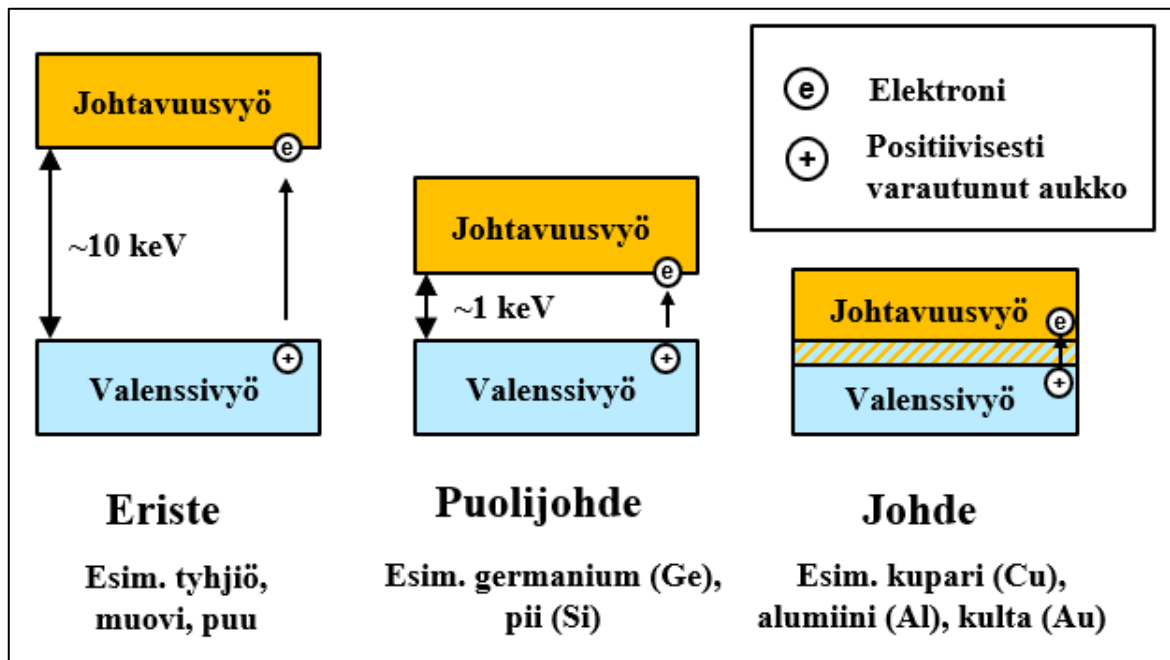 Johtavuusvyö
e
~10 keV
+
Valenssivyö
Eriste
Esim. tyhjiö,
muovi, puu
Johtavuusvyö
e
~1 keV
+
Valenssivyö
Puolijohde
Esim. germanium (Ge),
pii (Si)
e Elektroni
+ Positiivisesti
varautunut aukko
Johtavuusvyö
e
+
Valenssivyö
Johde
Esim. kupari (Cu),
alumiini (Al), kulta (Au)